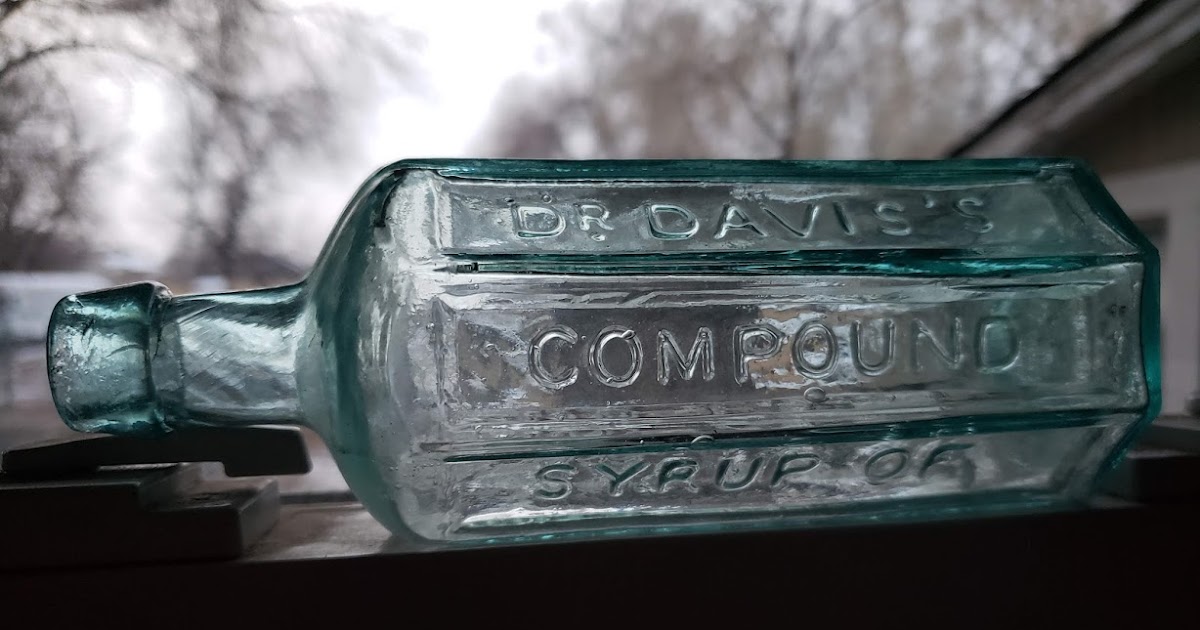 DR DAVIS'S
COMPOUND
SYRUP OF